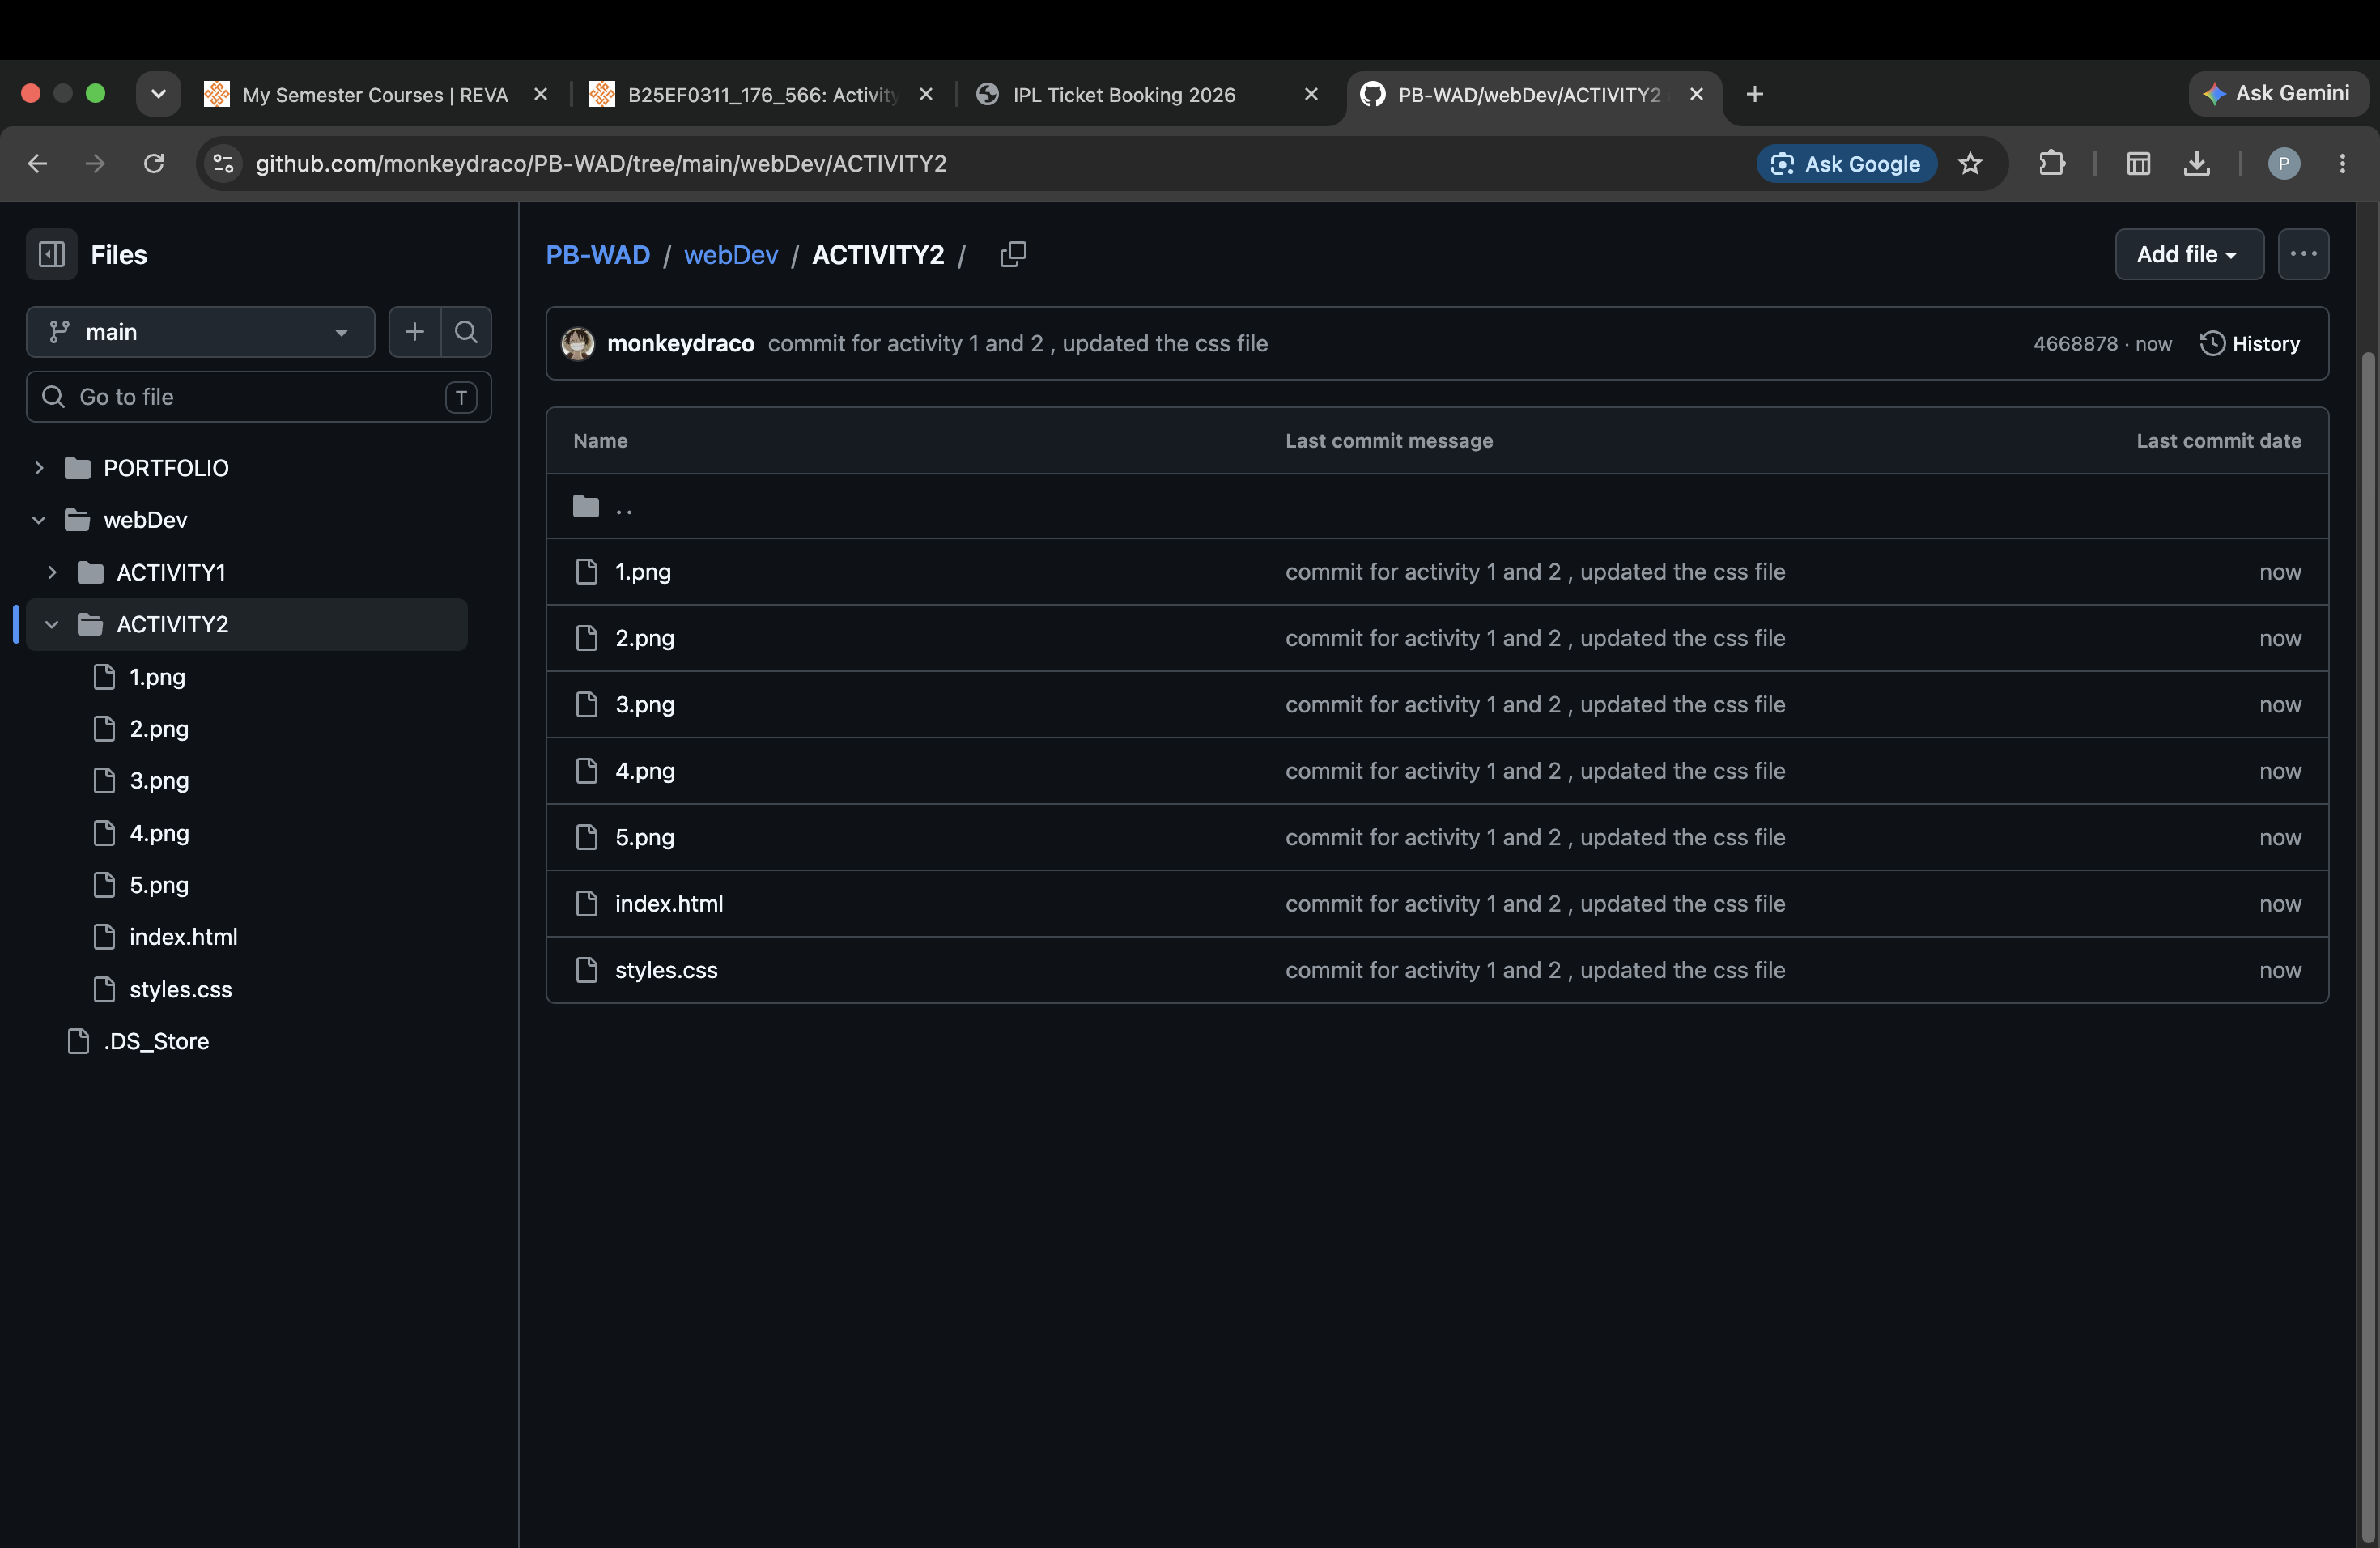 My Semester Courses | REVA
B25EF0311_176_566: Activity
IPL Ticket Booking 2026
PB-WAD/webDev/ACTIVITY2
Ask Gemini
github.com/monkeydraco/PB-WAD/tree/main/webDev/ACTIVITY2
Ask Google
P
Files
main
Go to file
T
PORTFOLIO
webDev
ACTIVITY1
ACTIVITY2
1.png
2.png
3.png
4.png
5.png
index.html
styles.css
.DS_Store
PB-WAD / webDev / ACTIVITY2 /
Add file
monkeydraco commit for activity 1 and 2 , updated the css file
4668878 · now
History
Name Last commit message Last commit date
..
1.png commit for activity 1 and 2 , updated the css file now
2.png commit for activity 1 and 2 , updated the css file now
3.png commit for activity 1 and 2 , updated the css file now
4.png commit for activity 1 and 2 , updated the css file now
5.png commit for activity 1 and 2 , updated the css file now
index.html commit for activity 1 and 2 , updated the css file now
styles.css commit for activity 1 and 2 , updated the css file now